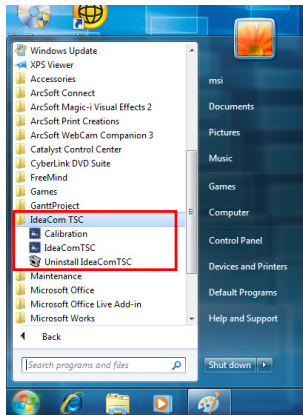 Windows Update
XPS Viewer
Accessories
ArcSoft Connect
ArcSoft Magic-i Visual Effects 2
ArcSoft Print Creations
ArcSoft WebCam Companion 3
Catalyst Control Center
CyberLink DVD Suite
FreeMind
Games
GanttProject
IdeaCom TSC
Calibration
IdeaComTSC
Uninstall IdeaComTSC
Maintenance
Microsoft Office
Microsoft Office Live Add-in
Microsoft Works
Back
Search programs and files
msi
Documents
Pictures
Music
Games
Computer
Control Panel
Devices and Printers
Default Programs
Help and Support
Shut down